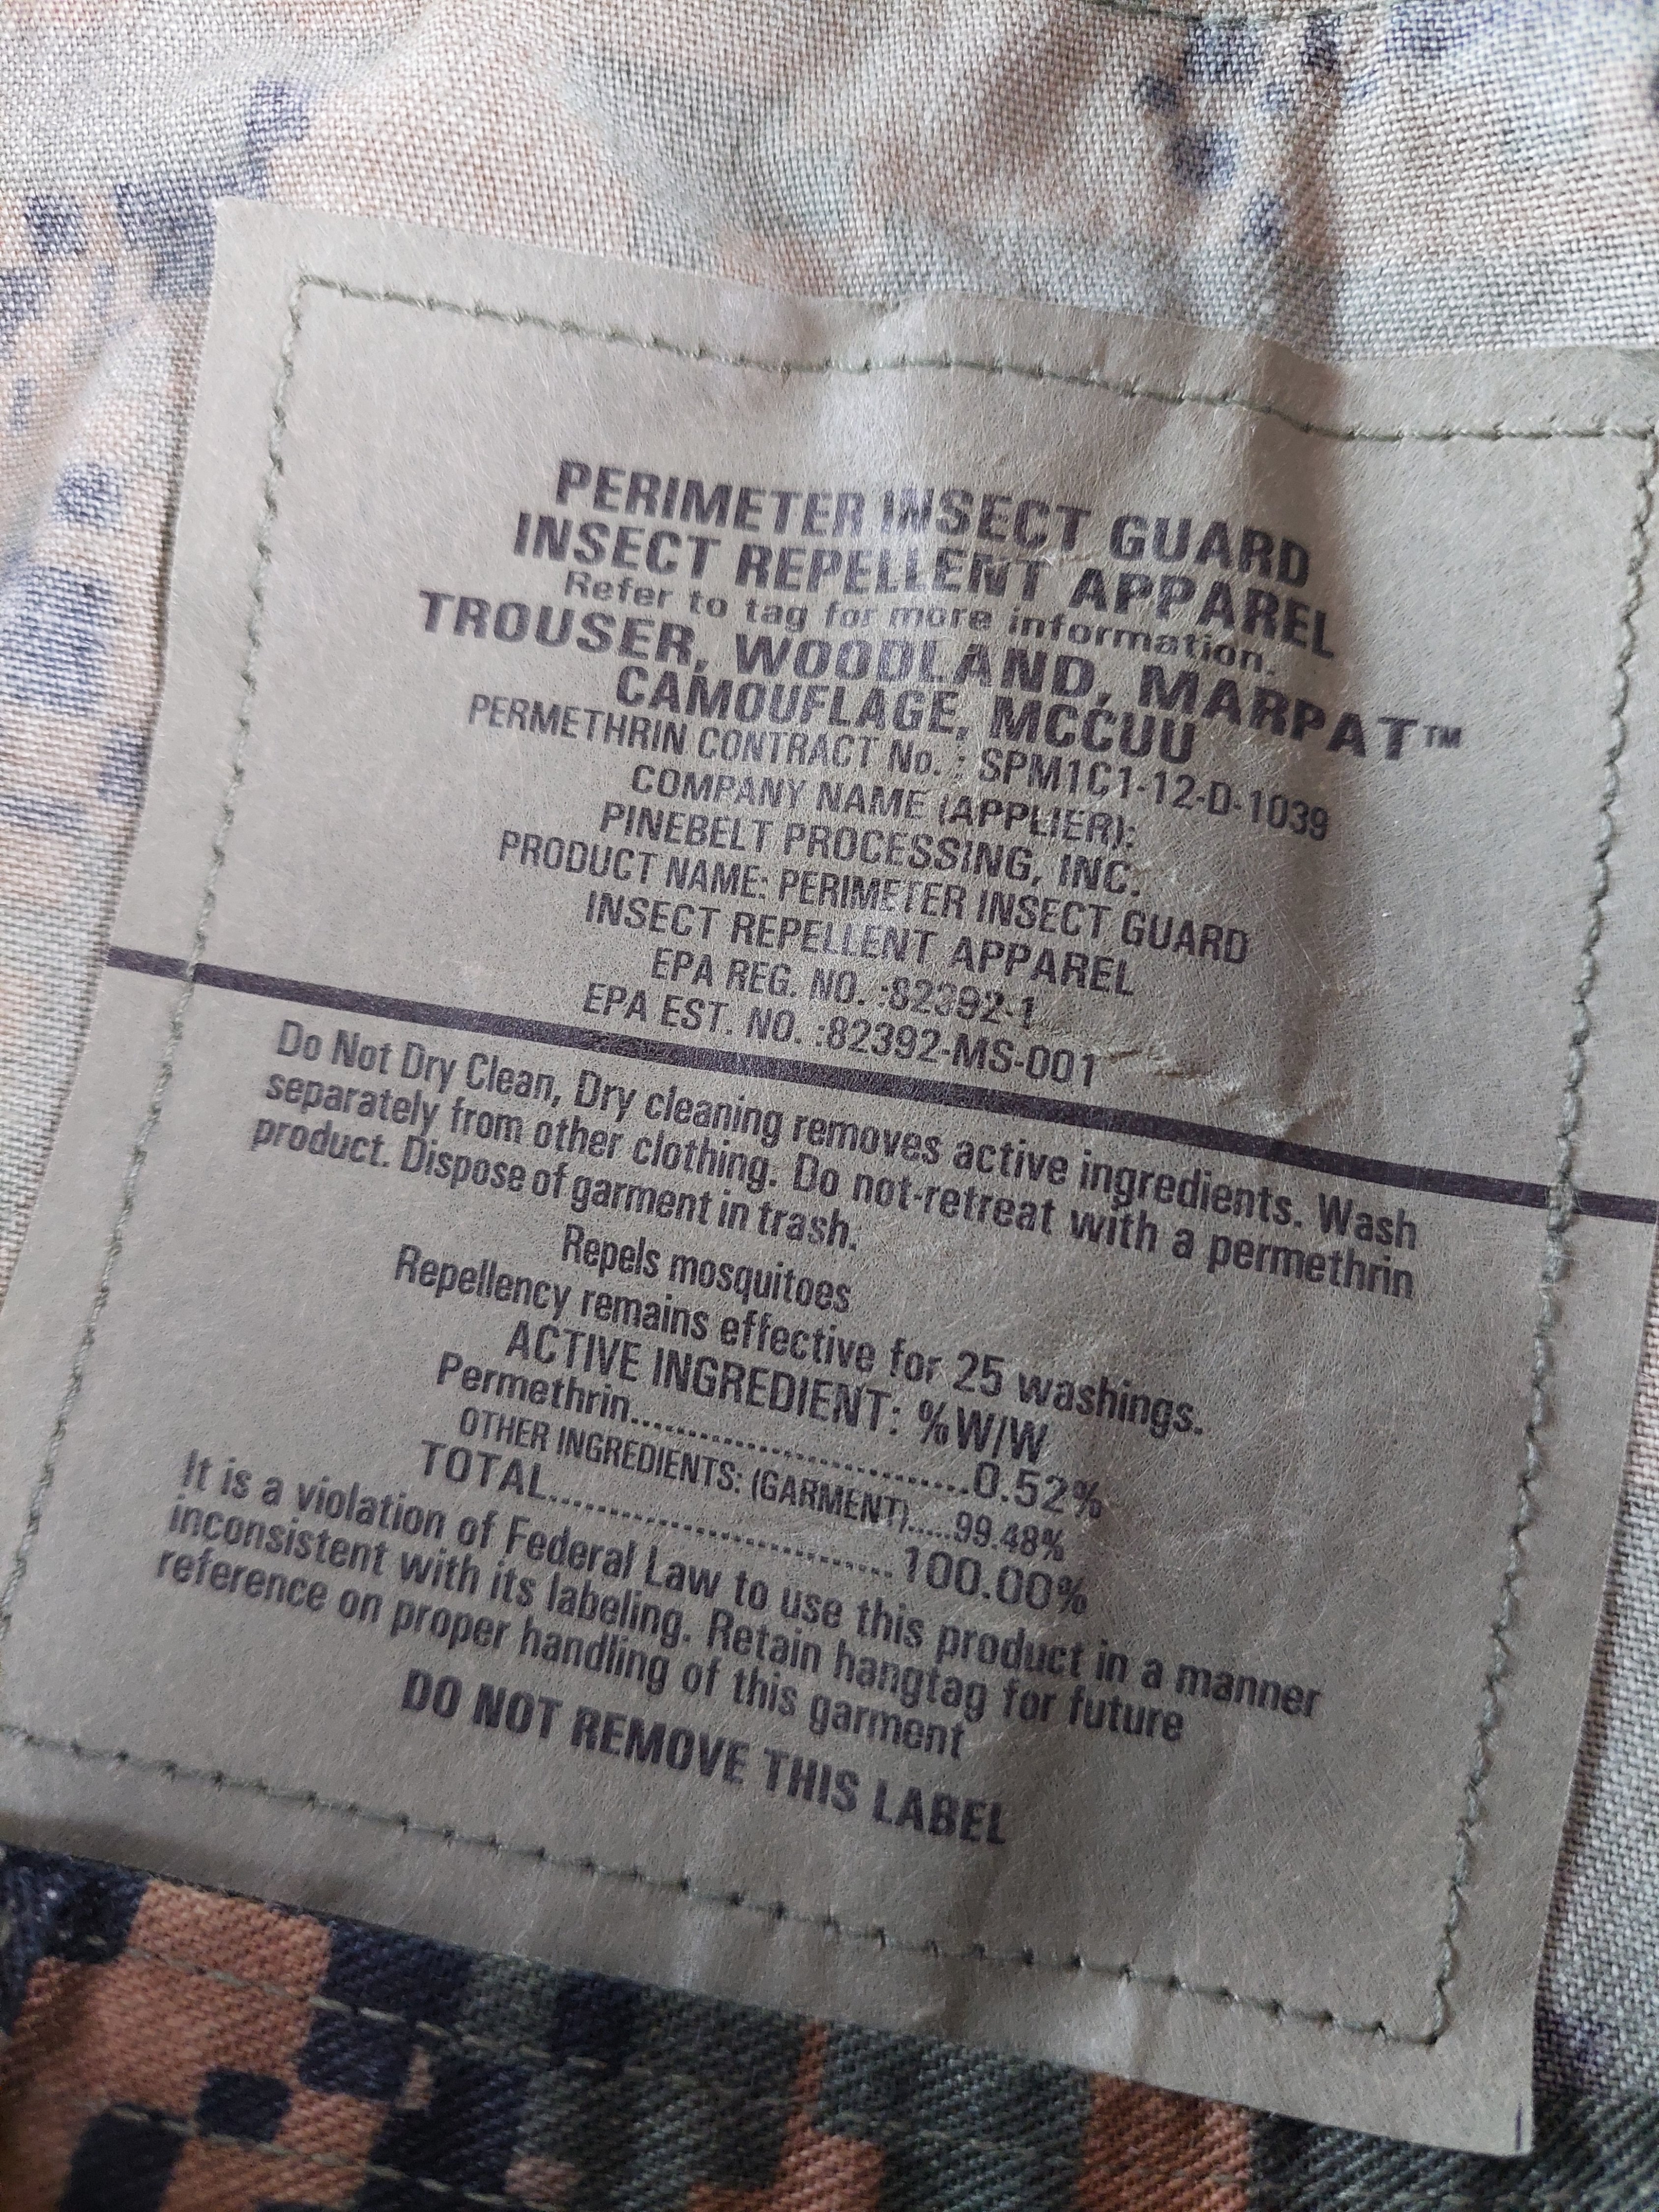 PERIMETER INSECT GUARD
INSECT REPELLENT APPAREL
Refer to tag for more information.
TROUSER, WOODLAND, MARPAT™
CAMOUFLAGE, MCCUU
PERMETHRIN CONTRACT No. : SPM1C1-12-D-1039
COMPANY NAME (APPLIER):
PINEBELT PROCESSING, INC.
PRODUCT NAME: PERIMETER INSECT GUARD
INSECT REPELLENT APPAREL
EPA REG. NO. :82392-1
EPA EST. NO. :82392-MS-001
Do Not Dry Clean, Dry cleaning removes active ingredients. Wash
separately from other clothing. Do not-retreat with a permethrin
product. Dispose of garment in trash.
Repels mosquitoes
Repellency remains effective for 25 washings.
ACTIVE INGREDIENT: %W/W
Permethrin..............................0.52%
OTHER INGREDIENTS: (GARMENT).....99.48%
TOTAL..............................100.00%
It is a violation of Federal Law to use this product in a manner
inconsistent with its labeling. Retain hangtag for future
reference on proper handling of this garment
DO NOT REMOVE THIS LABEL